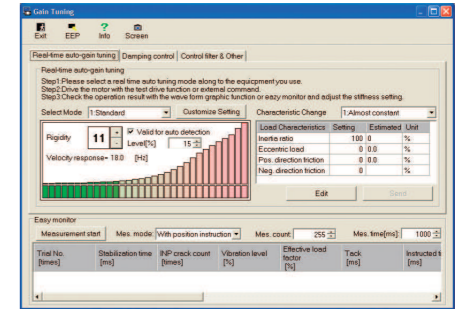 Gain Tuning
Exit EEP Info Screen
Real-time auto-gain tuning Damping control Control filter & Other
Real-time auto-gain tuning
Step1:Please select a real time auto tuning mode along to the equicpment you use.
Step2:Drive the motor with the test drive function or external command.
Step3:Check the operation result with the wave form graphic function or easy monitor and adjust the stiffness setting.
Select Mode 1:Standard Customize Setting Characteristic Change 1:Almost constant
Rigidity 11 Valid for auto detection
Level[%] 15
Velocity response= 18.0 [Hz]
Load Characteristics Setting Estimated Unit
Inertia ratio 100 0 %
Eccentric load 0 0.0 %
Pos. direction friction 0 0.0 %
Neg. direction friction 0 %
Edit Send
Easy monitor
Measurement start Mes. mode: With position instruction Mes. count: 255 Mes. time[ms]: 1000
Trial No. [times] Stabilization time [ms] INP crack count [times] Vibration level [%] Effective load factor [%] Tack [ms] Instructed ti [ms]